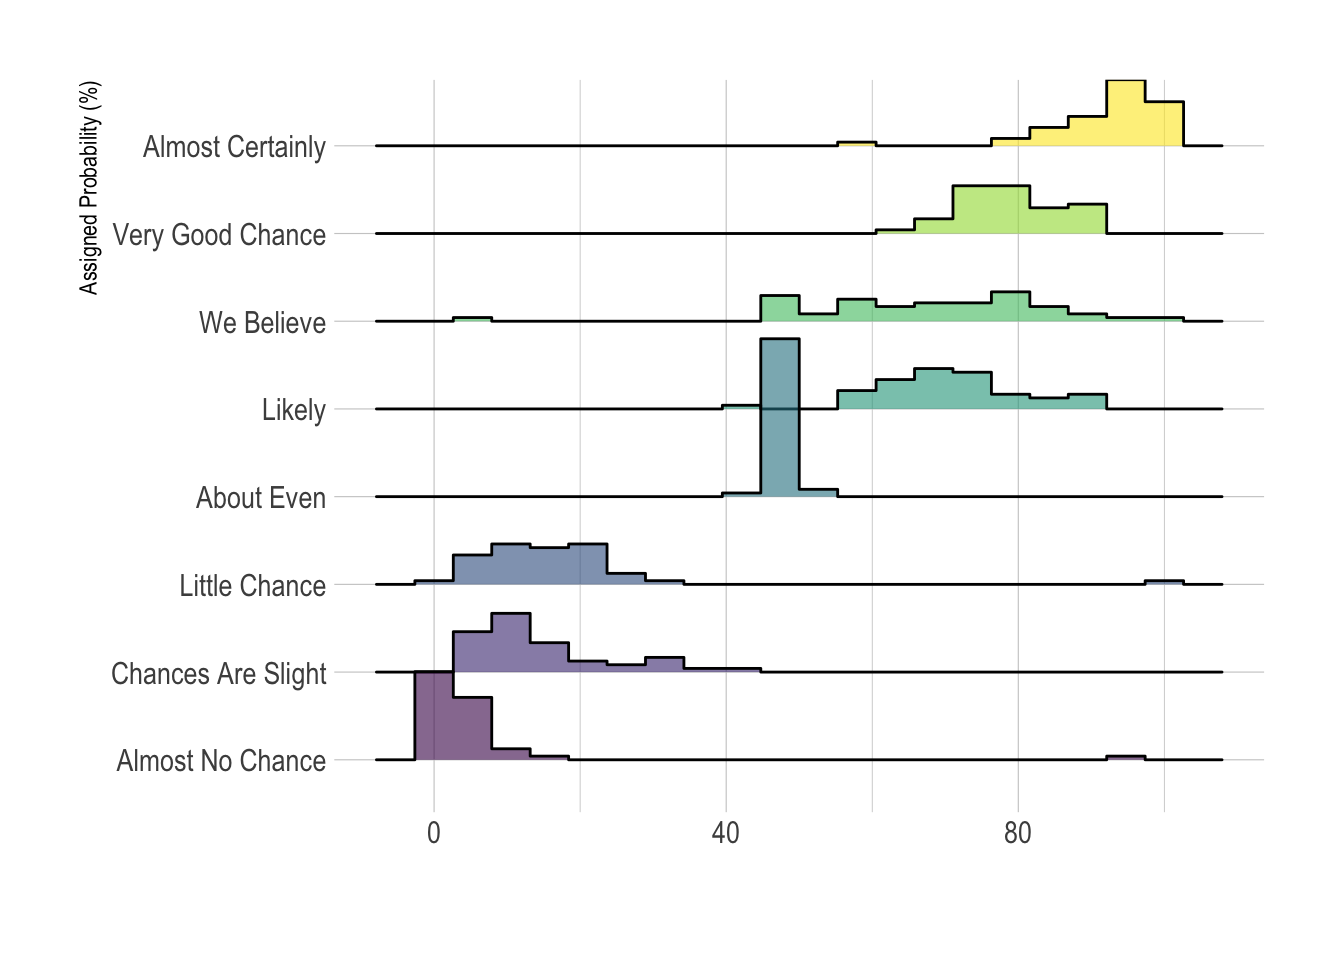 Assigned Probability (%)
Almost Certainly
Very Good Chance
We Believe
Likely
About Even
Little Chance
Chances Are Slight
Almost No Chance
0 40 80